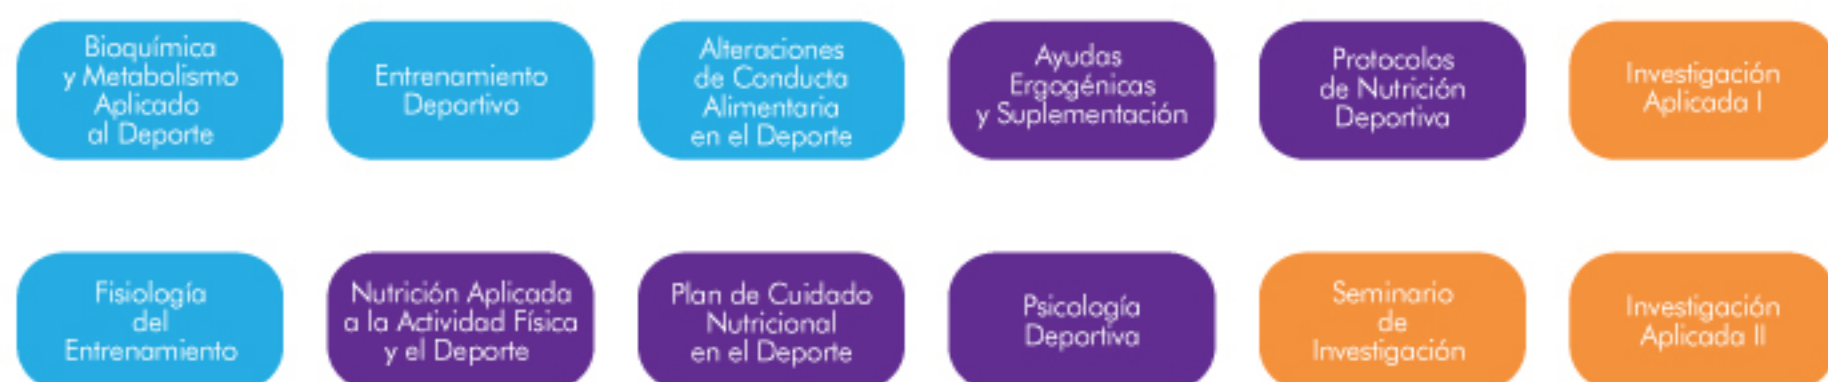 Bioquímica
y Metabolismo
Aplicado
al Deporte
Entrenamiento
Deportivo
Alteraciones
de Conducta
Alimentaria
en el Deporte
Ayudas
Ergogénicas
y Suplementación
Protocolos
de Nutrición
Deportiva
Investigación
Aplicada I
Fisiología
del
Entrenamiento
Nutrición Aplicada
a la Actividad Física
y el Deporte
Plan de Cuidado
Nutricional
en el Deporte
Psicología
Deportiva
Seminario
de
Investigación
Investigación
Aplicada II